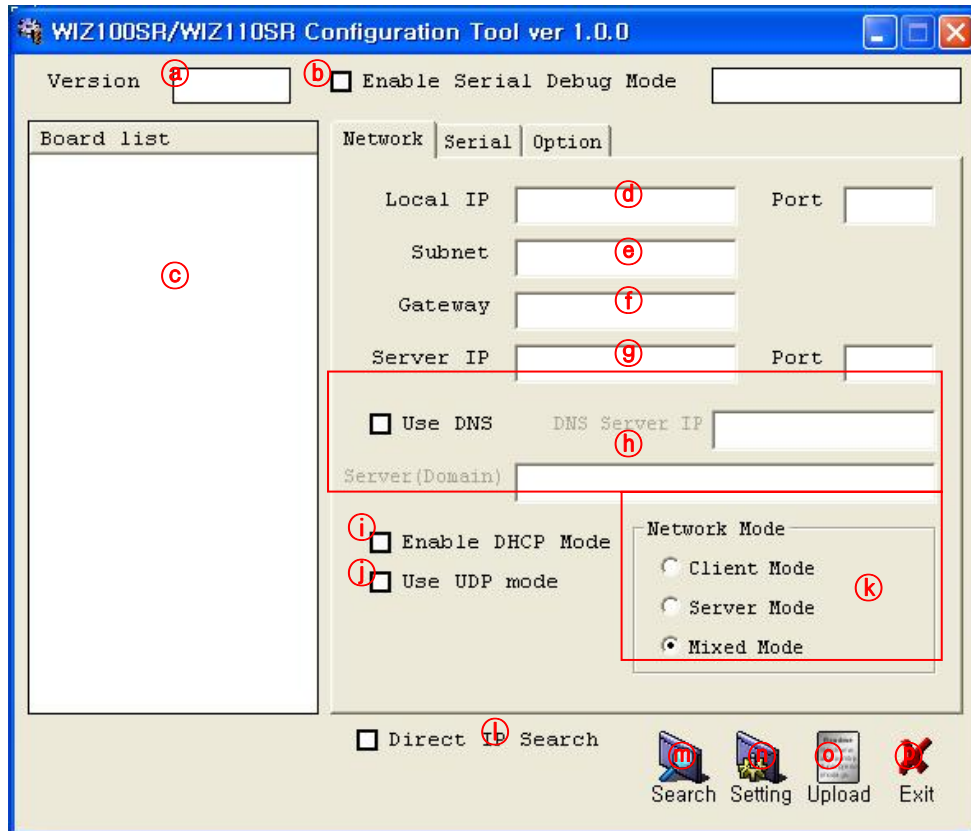 WIZ100SR/WIZ110SR Configuration Tool ver 1.0.0
Version ⓐ ⓑ Enable Serial Debug Mode
Board list
ⓒ
Network Serial Option
Local IP ⓓ Port
Subnet ⓔ
Gateway ⓕ
Server IP ⓖ Port
Use DNS DNS Server IP
ⓗ
Server(Domain)
ⓘ Enable DHCP Mode
ⓙ Use UDP mode
Network Mode
Client Mode
ⓚ
Server Mode
Mixed Mode
Direct IP Search ⓛ
ⓜ ⓝ ⓞ ⓟ
Search Setting Upload Exit